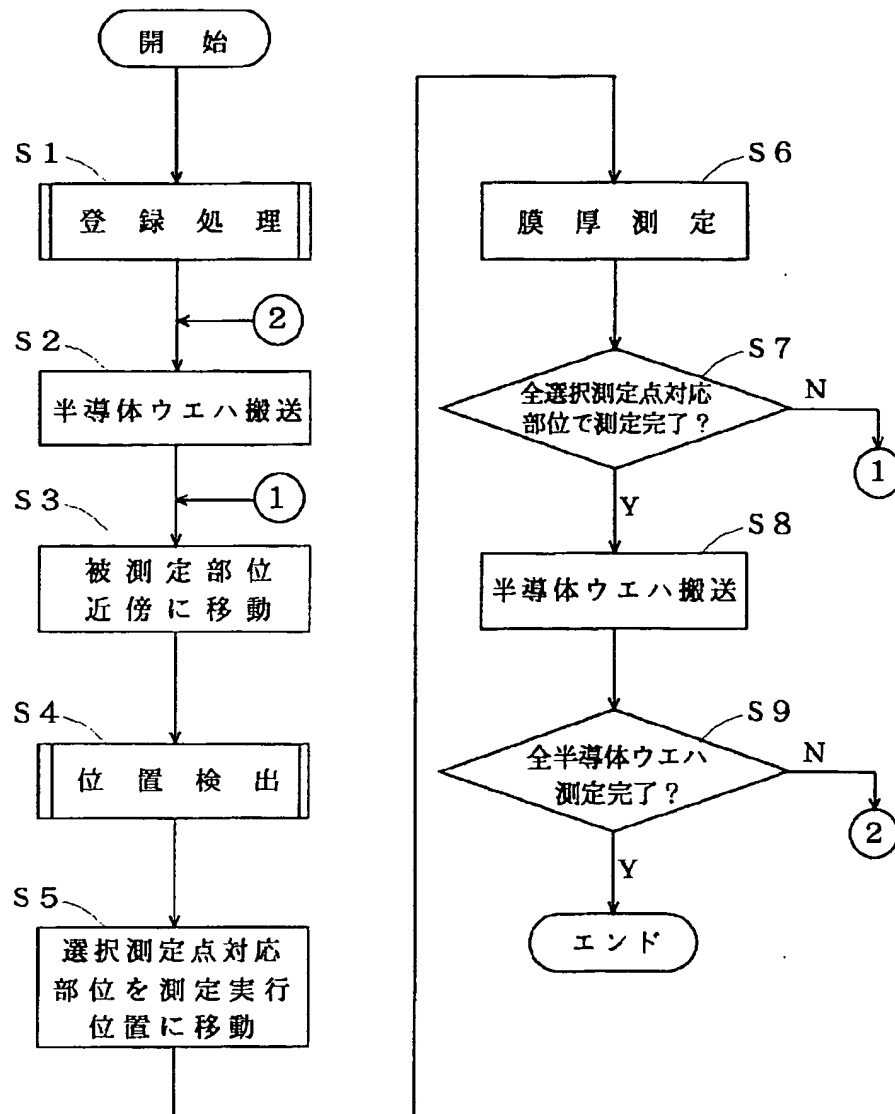 開始
S1
登録処理
②
S2
半導体ウエハ搬送
①
S3
被測定部位
近傍に移動
S4
位置検出
S5
選択測定点対応
部位を測定実行
位置に移動
S6
膜厚測定
S7
全選択測定点対応
部位で測定完了?
N
①
Y
S8
半導体ウエハ搬送
S9
全半導体ウエハ
測定完了?
N
②
Y
エンド